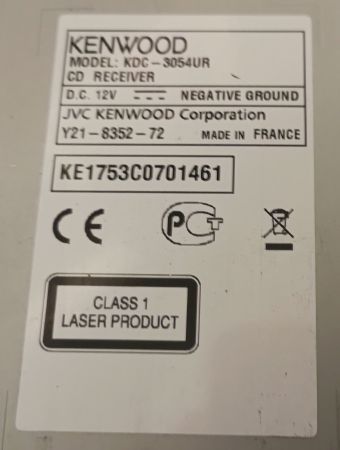 KENWOOD
MODEL: KDC-3054UR
CD RECEIVER
D.C. 12V NEGATIVE GROUND
JVC KENWOOD Corporation
Y21-8352-72 MADE IN FRANCE
KE1753C0701461
CE PCT
CLASS 1
LASER PRODUCT